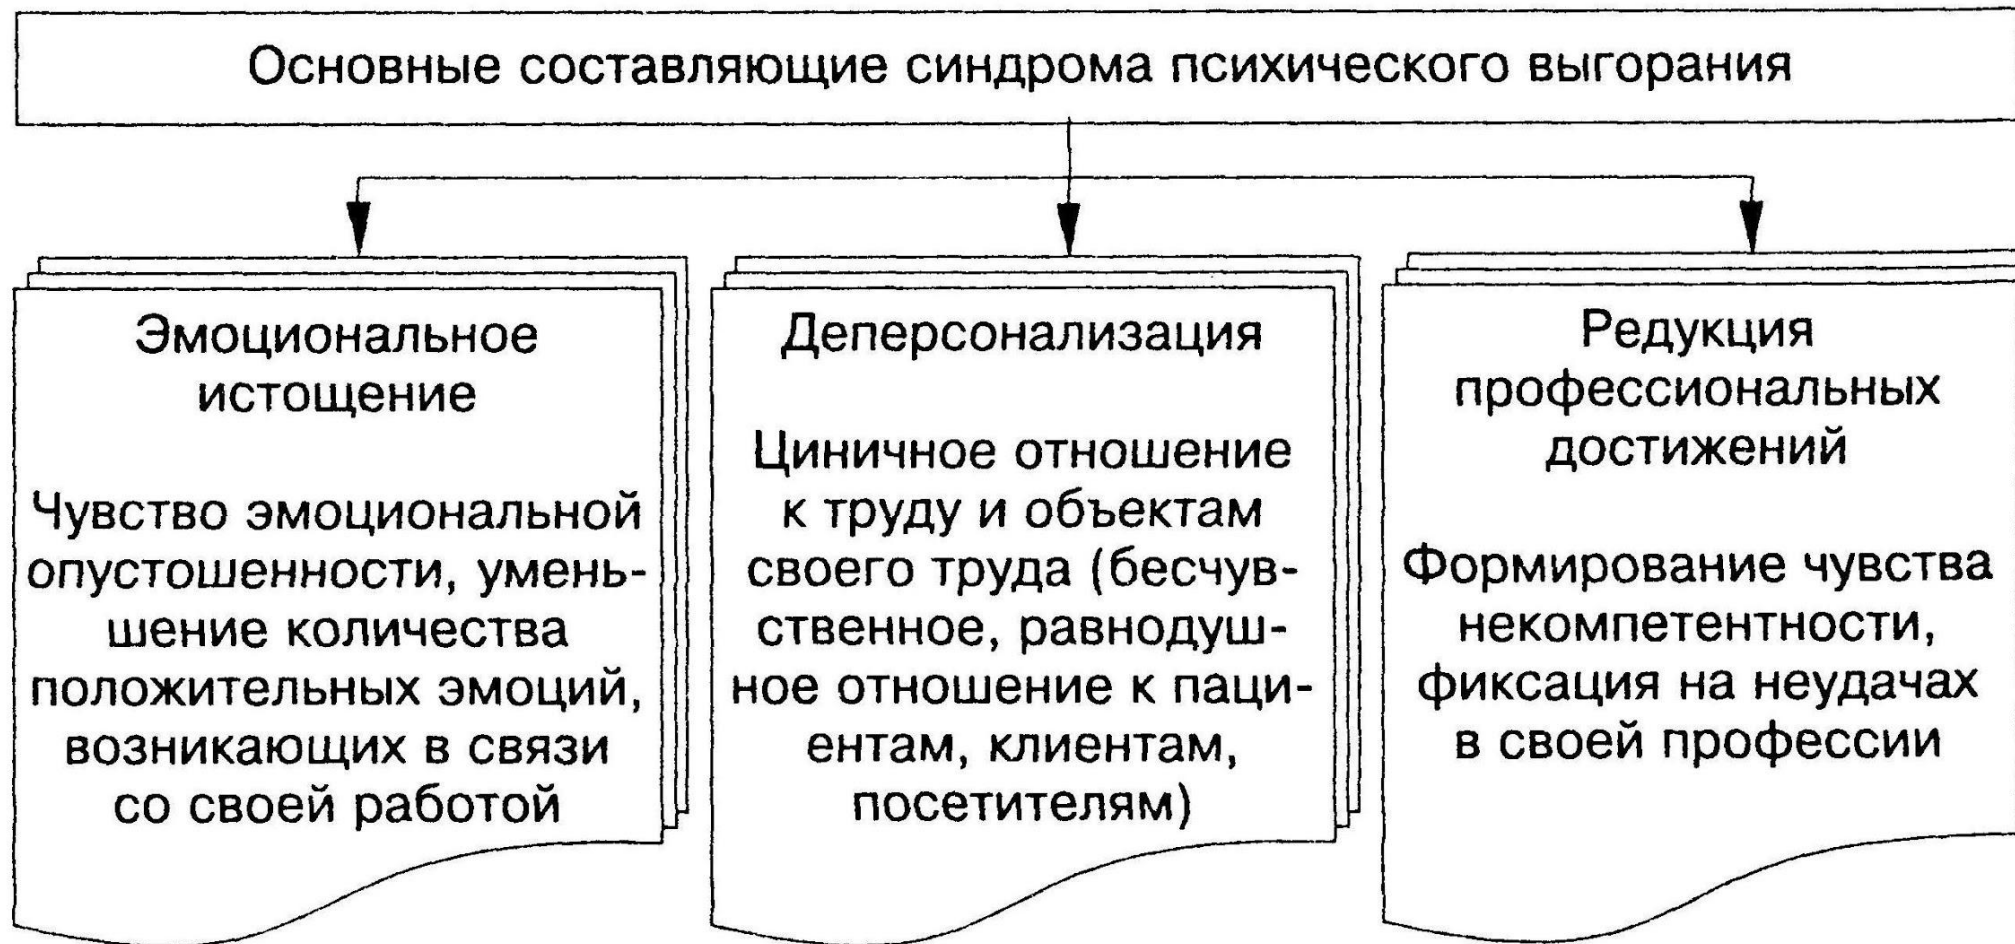 Основные составляющие синдрома психического выгорания
Эмоциональное
истощение
Чувство эмоциональной
опустошенности, умень-
шение количества
положительных эмоций,
возникающих в связи
со своей работой
Деперсонализация
Циничное отношение
к труду и объектам
своего труда (бесчув-
ственное, равнодуш-
ное отношение к паци-
ентам, клиентам,
посетителям)
Редукция
профессиональных
достижений
Формирование чувства
некомпетентности,
фиксация на неудачах
в своей профессии